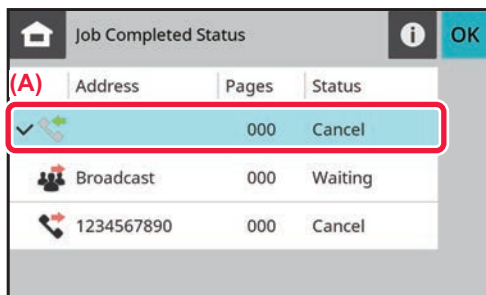 Job Completed Status OK
(A) Address Pages Status
000 Cancel
Broadcast 000 Waiting
1234567890 000 Cancel